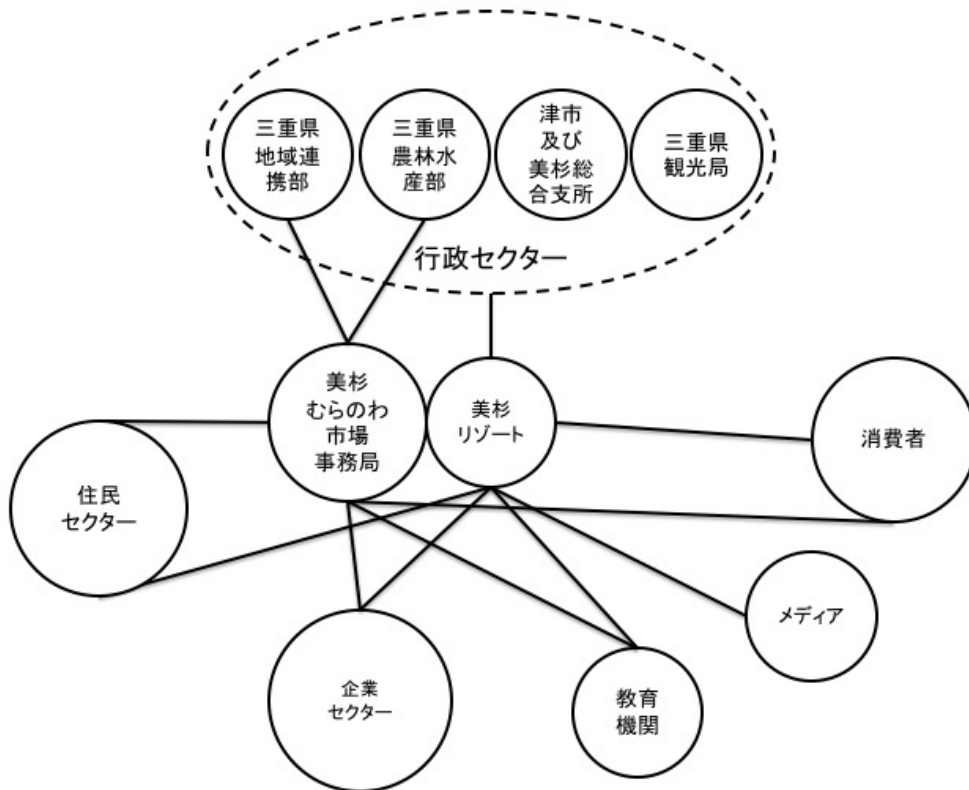 三重県
地域連
携部
三重県
農林水
産部
津市
及び
美杉総
合支所
三重県
観光局
行政セクター
美杉
むらのわ
市場
事務局
美杉
リゾート
消費者
住民
セクター
メディア
企業
セクター
教育
機関